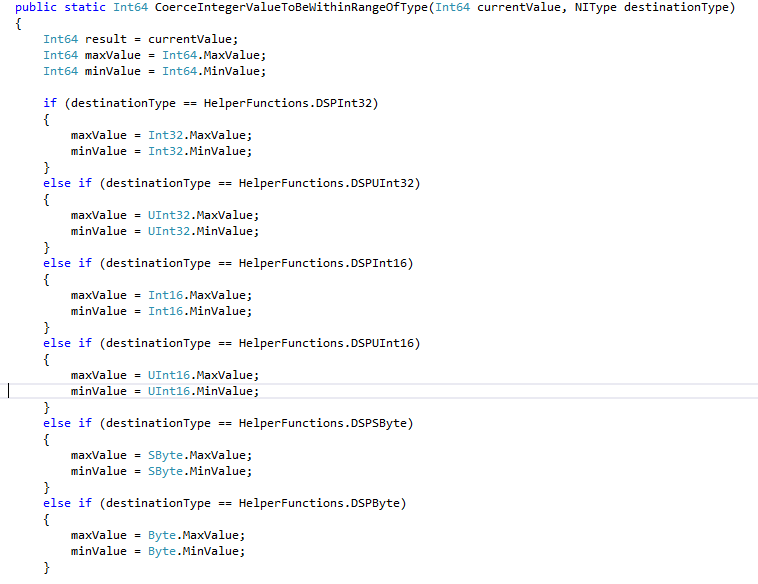 public static Int64 CoerceIntegerValueToBeWithinRangeOfType(Int64 currentValue, NIType destinationType)
{
    Int64 result = currentValue;
    Int64 maxValue = Int64.MaxValue;
    Int64 minValue = Int64.MinValue;

    if (destinationType == HelperFunctions.DSPInt32)
    {
        maxValue = Int32.MaxValue;
        minValue = Int32.MinValue;
    }
    else if (destinationType == HelperFunctions.DSPUInt32)
    {
        maxValue = UInt32.MaxValue;
        minValue = UInt32.MinValue;
    }
    else if (destinationType == HelperFunctions.DSPInt16)
    {
        maxValue = Int16.MaxValue;
        minValue = Int16.MinValue;
    }
    else if (destinationType == HelperFunctions.DSPUInt16)
    {
        maxValue = UInt16.MaxValue;
        minValue = UInt16.MinValue;
    }
    else if (destinationType == HelperFunctions.DSPSByte)
    {
        maxValue = SByte.MaxValue;
        minValue = SByte.MinValue;
    }
    else if (destinationType == HelperFunctions.DSPByte)
    {
        maxValue = Byte.MaxValue;
        minValue = Byte.MinValue;
    }